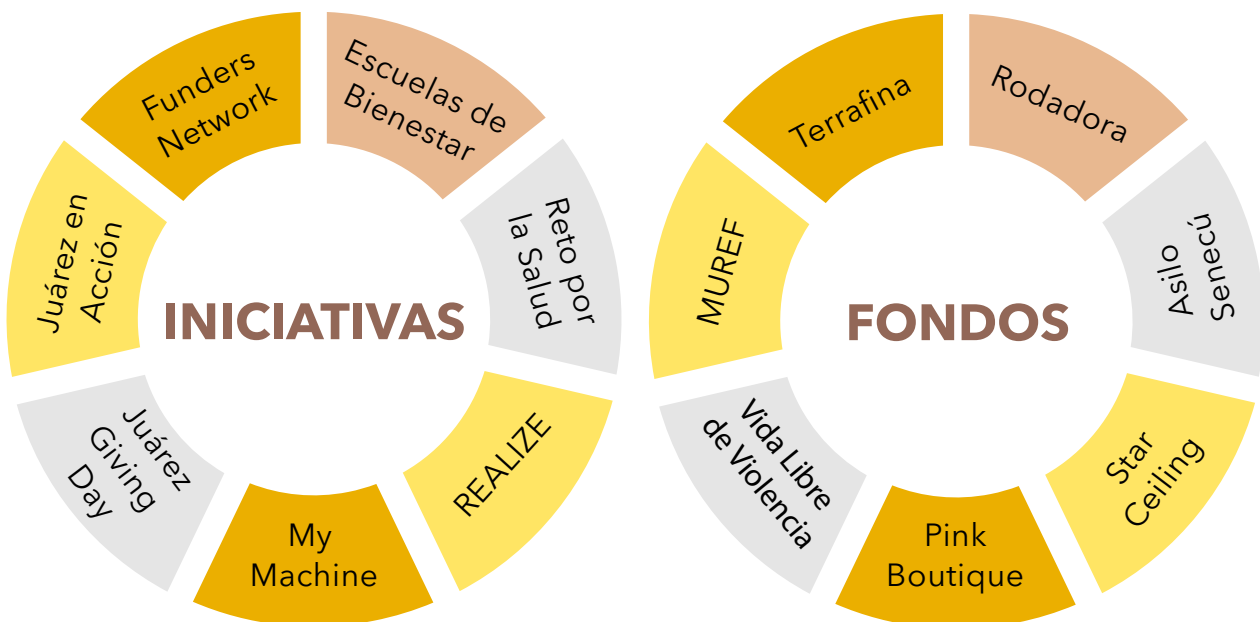 Funders
Network
Escuelas de
Bienestar
Reto por
la Salud
REALIZE
My
Machine
Juárez
Giving
Day
Juárez en
Acción
INICIATIVAS
Terrafina
Rodadora
Asilo
Senecú
Star
Ceiling
Pink
Boutique
Vida Libre
de Violencia
MUREF
FONDOS